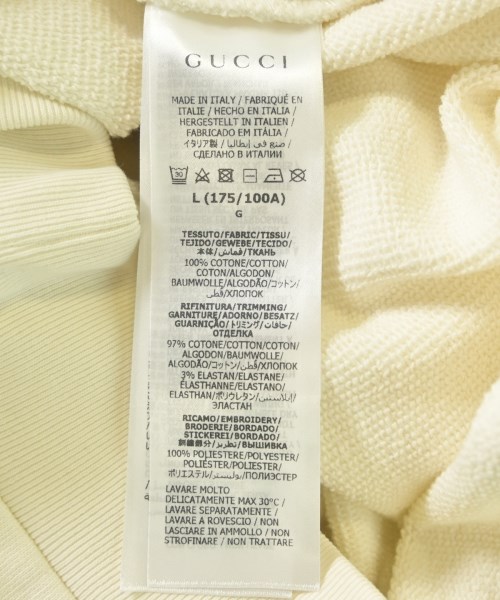 GUCCI
MADE IN ITALY / FABRIQUÉ EN
ITALIE / HECHO EN ITALIA /
HERGESTELLT IN ITALIEN /
FABRICADO EM ITÁLIA /
イタリア製 / صنع في إيطاليا /
СДЕЛАНО В ИТАЛИИ
30
L (175/100A)
G
TESSUTO/FABRIC/TISSU/
TEJIDO/GEWEBE/TECIDO/
本体/قماش/ТКАНЬ
100% COTONE/COTTON/
COTON/ALGODON/
BAUMWOLLE/ALGODÃO/コットン/
قطن/ХЛОПОК
RIFINITURA/TRIMMING/
GARNITURE/ADORNO/BESATZ/
GUARNIÇÃO/トリミング/حافات/
ОТДЕЛКА
97% COTONE/COTTON/COTON/
ALGODON/BAUMWOLLE/
ALGODÃO/コットン/قطن/ХЛОПОК
3% ELASTAN/ELASTANE/
ELASTHANNE/ELASTANO/
ELASTHAN/ポリウレタン/إيلاستين/
ЭЛАСТАН
RICAMO/EMBROIDERY/
BRODERIE/BORDADO/
STICKEREI/BORDADO/
刺繍部分/تطريز/ВЫШИВКА
100% POLIESTERE/POLYESTER/
POLIÉSTER/POLIESTER/
ポリエステル/بوليستر/ПОЛИЭСТЕР
LAVARE MOLTO
DELICATAMENTE MAX 30°C /
LAVARE SEPARATAMENTE /
LAVARE A ROVESCIO / NON
LASCIARE IN AMMOLLO / NON
STROFINARE / NON TRATTARE